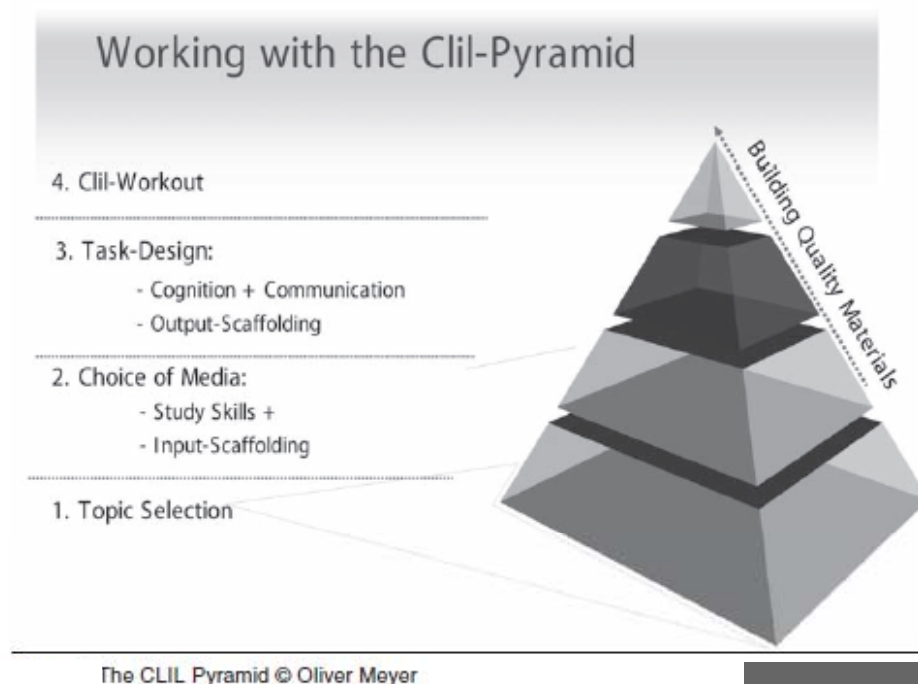 Working with the Clil-Pyramid
4. Clil-Workout
3. Task-Design:
- Cognition + Communication
- Output-Scaffolding
2. Choice of Media:
- Study Skills +
- Input-Scaffolding
1. Topic Selection
Building Quality Materials
The CLIL Pyramid © Oliver Meyer